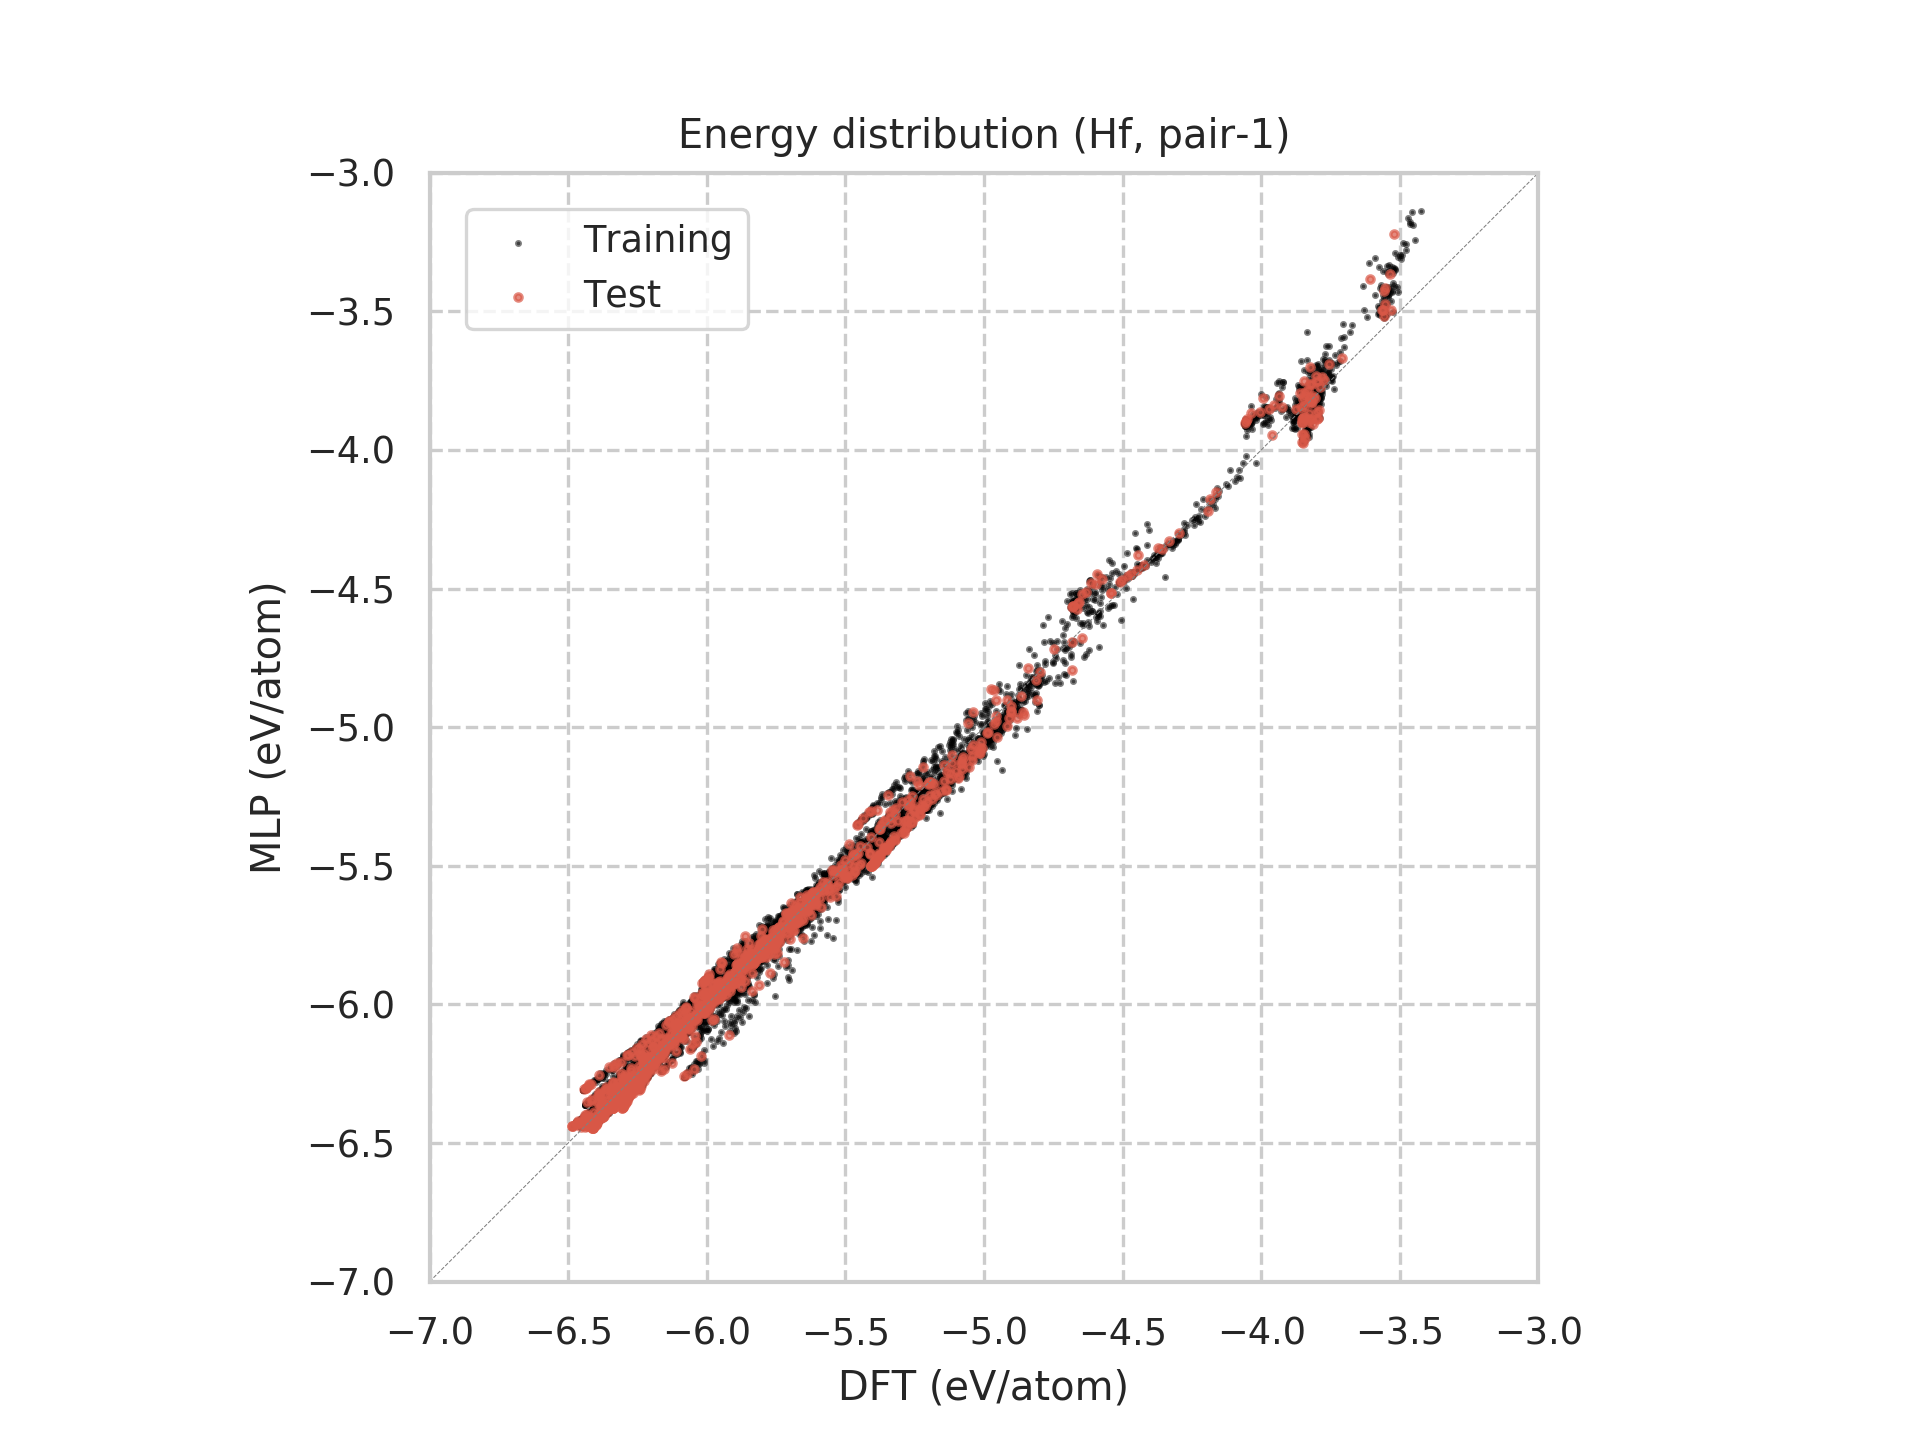 Energy distribution (Hf, pair-1)
−3.0
Training
Test
−3.5
−4.0
−4.5
−5.0
−5.5
−6.0
−6.5
−7.0
MLP (eV/atom)
−7.0 −6.5 −6.0 −5.5 −5.0 −4.5 −4.0 −3.5 −3.0
DFT (eV/atom)